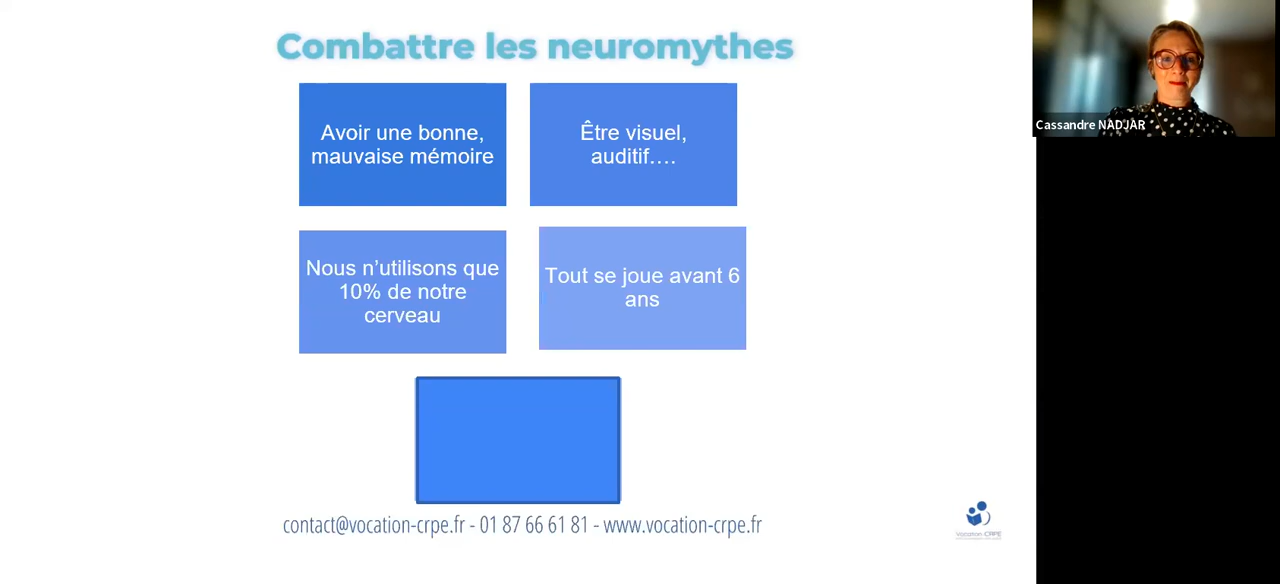 Combattre les neuromythes
Avoir une bonne,
mauvaise mémoire
Être visuel,
auditif….
Nous n’utilisons que
10% de notre
cerveau
Tout se joue avant 6
ans
contact@vocation-crpe.fr - 01 87 66 61 81 - www.vocation-crpe.fr
Vocation CRPE
Cassandre NADJAR